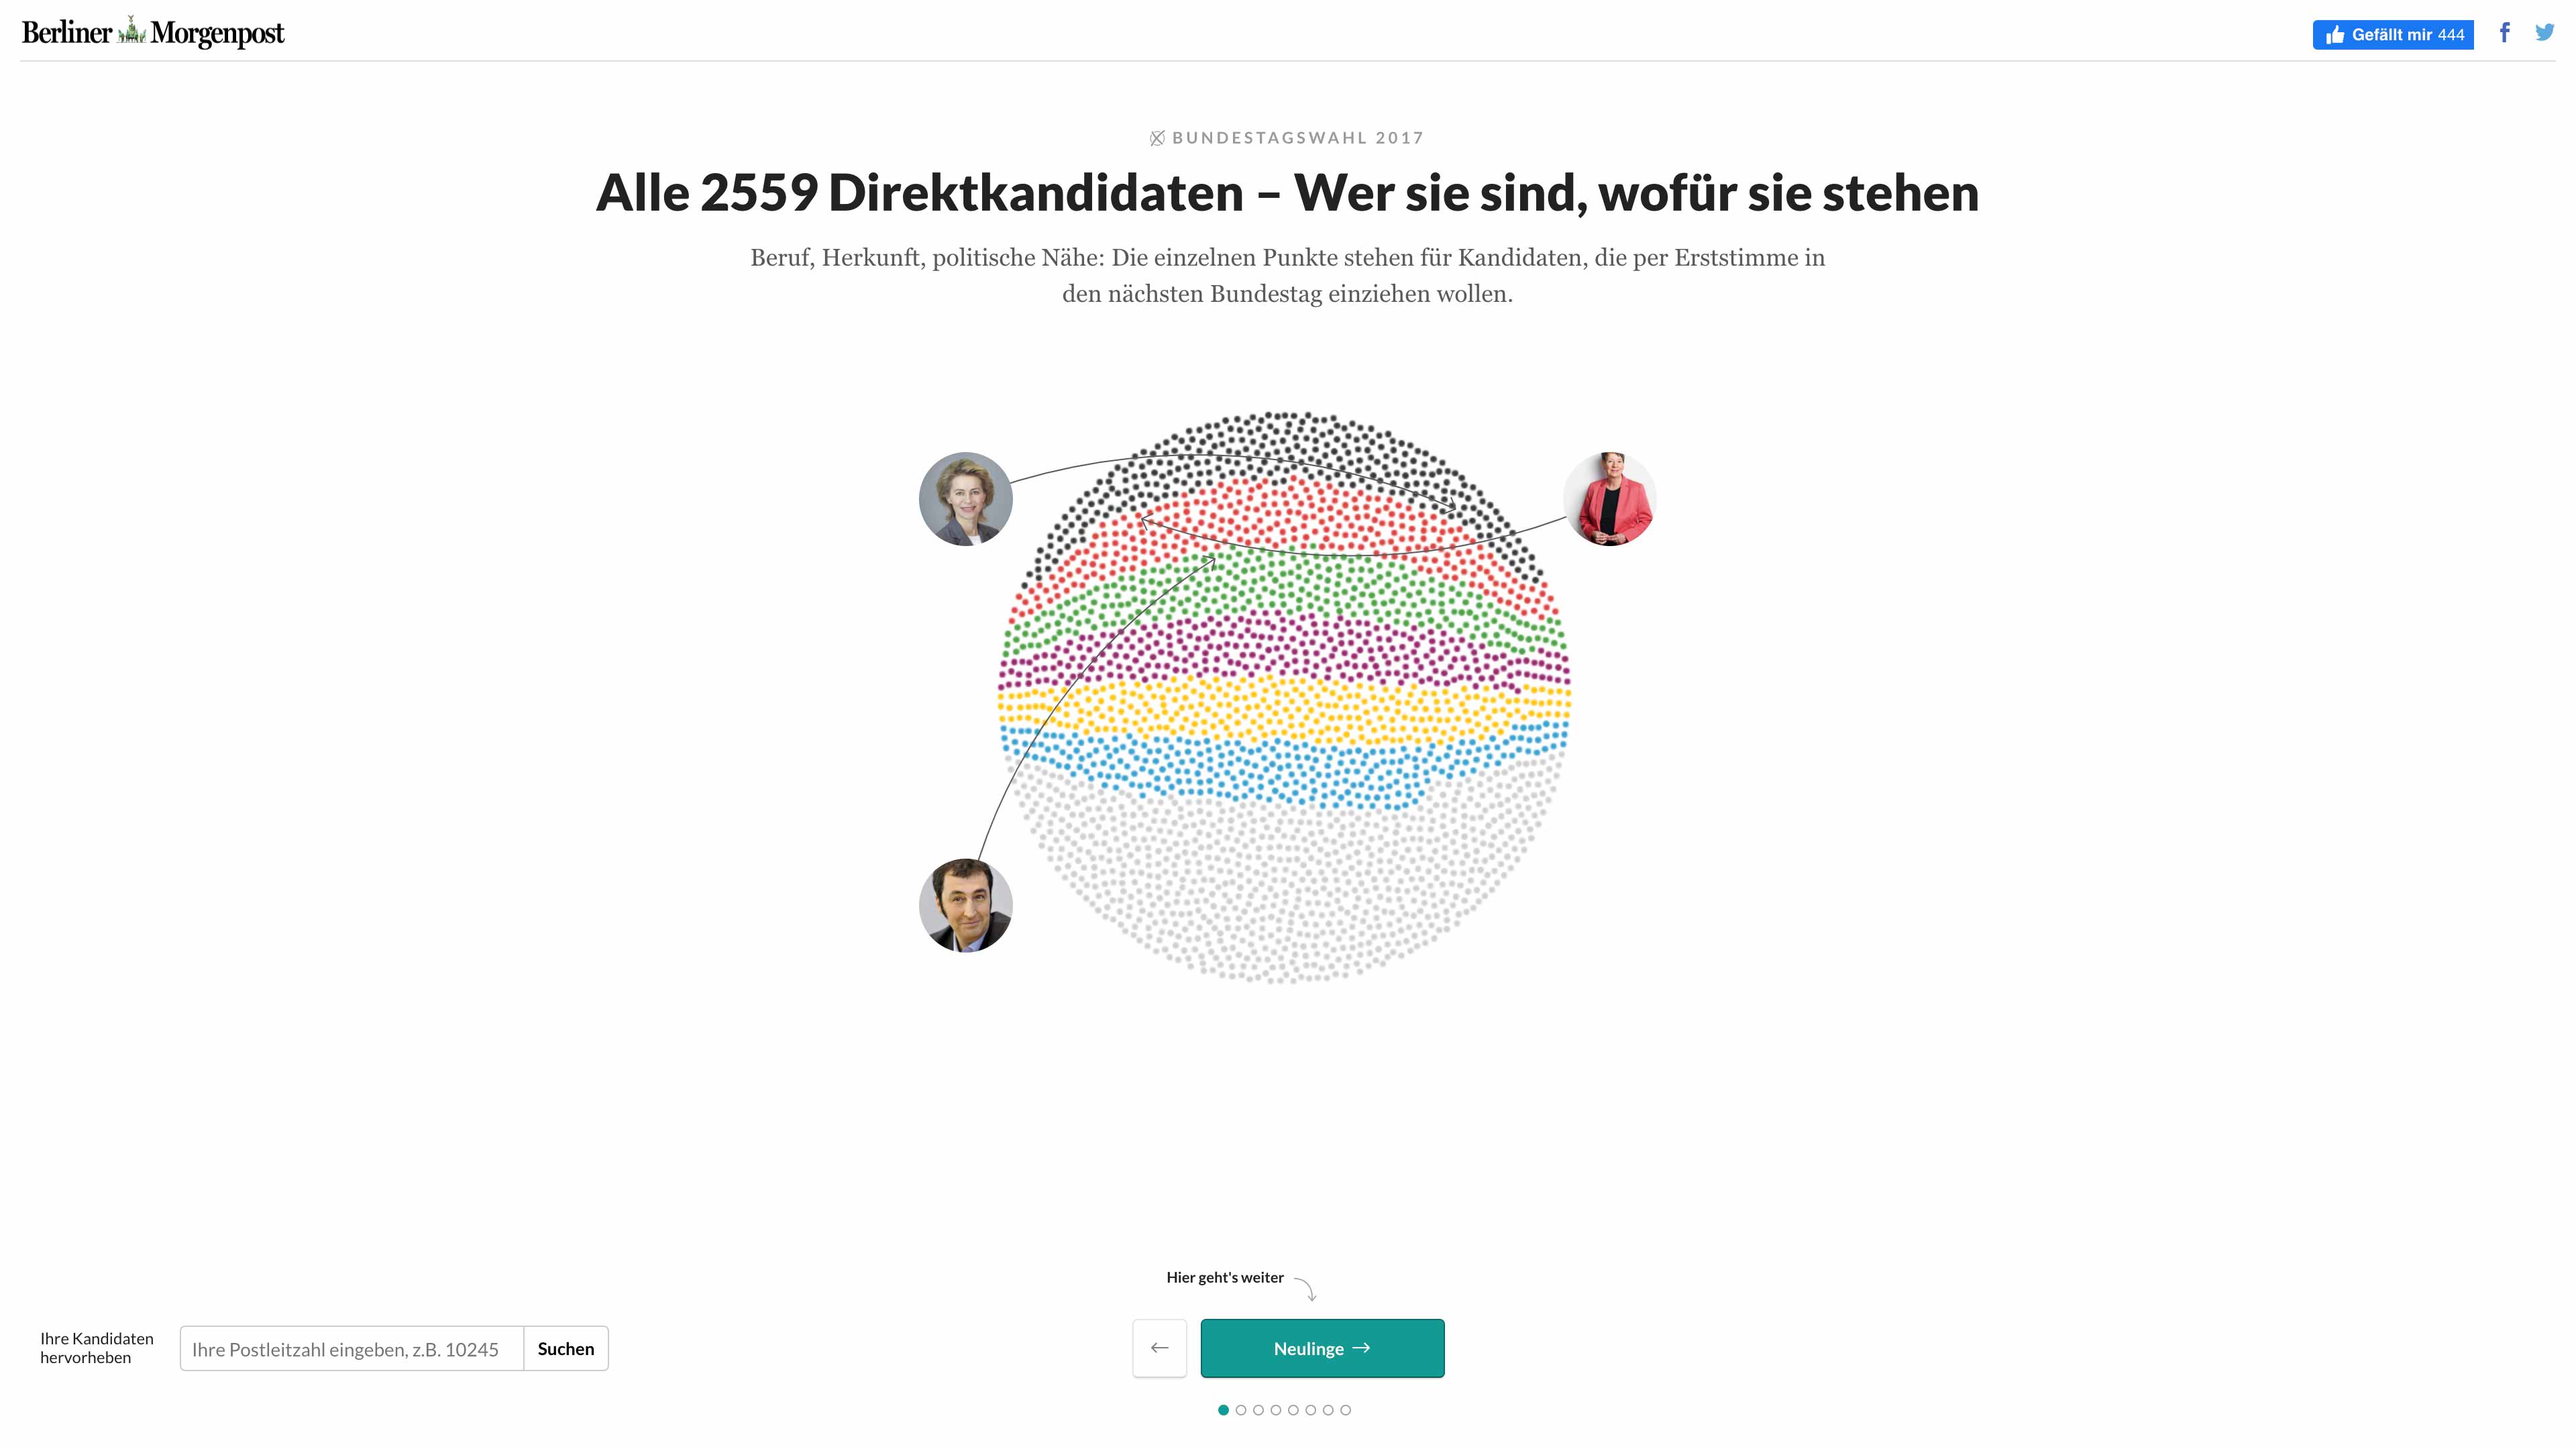 Berliner Morgenpost
Gefällt mir 444
BUNDESTAGSWAHL 2017
Alle 2559 Direktkandidaten – Wer sie sind, wofür sie stehen
Beruf, Herkunft, politische Nähe: Die einzelnen Punkte stehen für Kandidaten, die per Erststimme in
den nächsten Bundestag einziehen wollen.
Hier geht's weiter
Ihre Kandidaten
hervorheben
Ihre Postleitzahl eingeben, z.B. 10245
Suchen
← 
Neulinge →